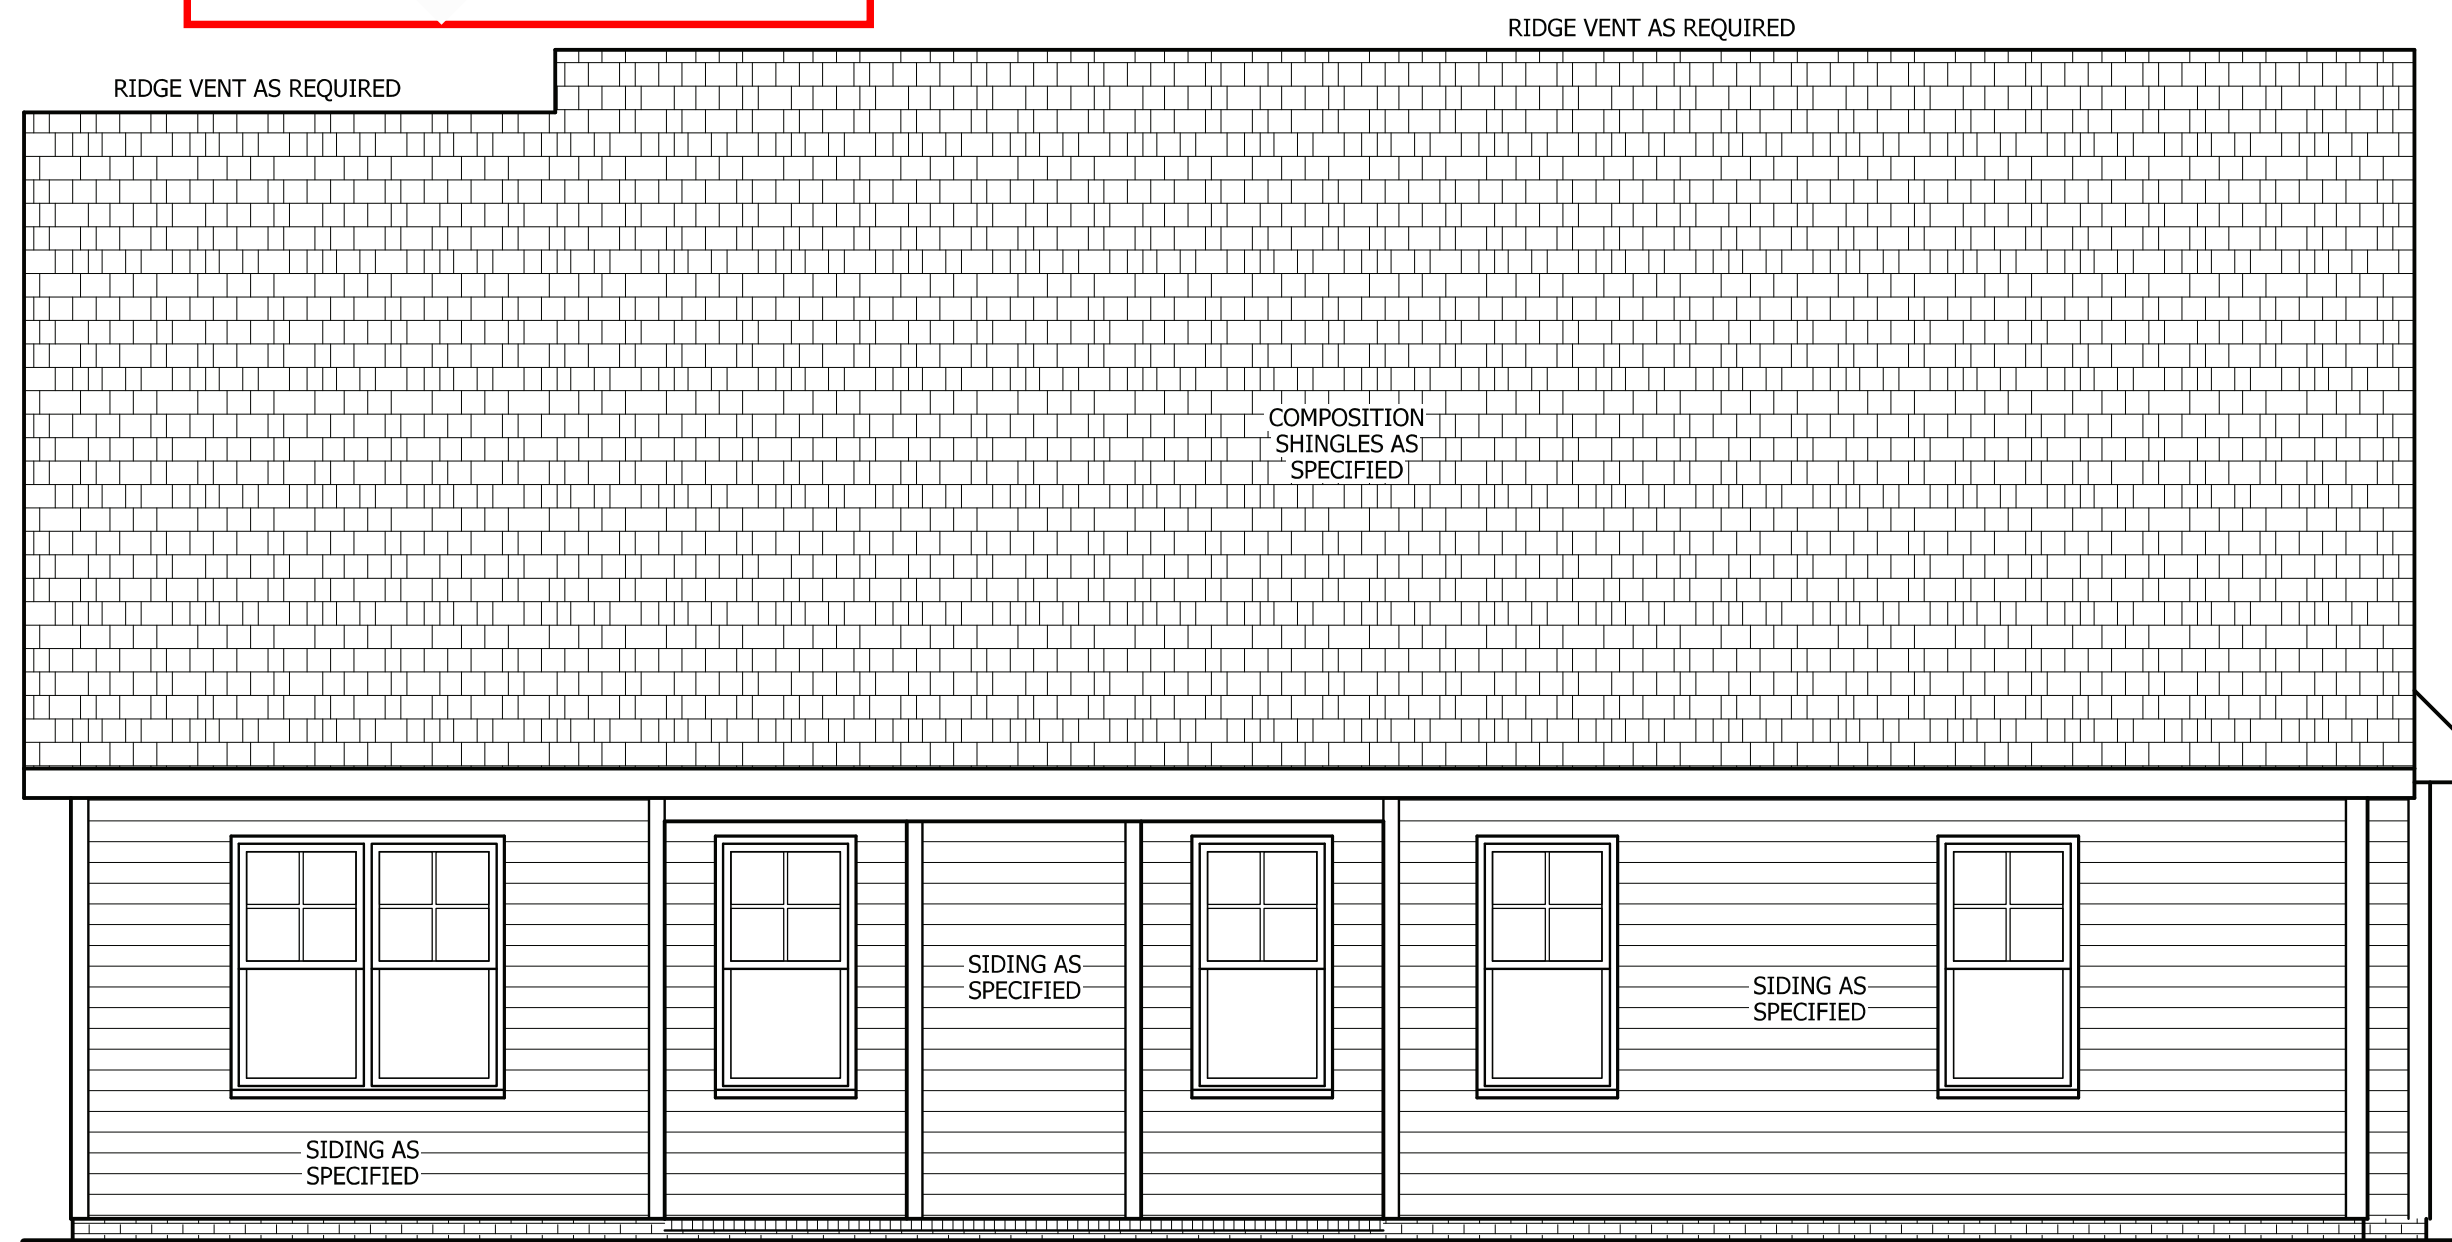 RIDGE VENT AS REQUIRED
RIDGE VENT AS REQUIRED
COMPOSITION
SHINGLES AS
SPECIFIED
SIDING AS
SPECIFIED
SIDING AS
SPECIFIED
SIDING AS
SPECIFIED